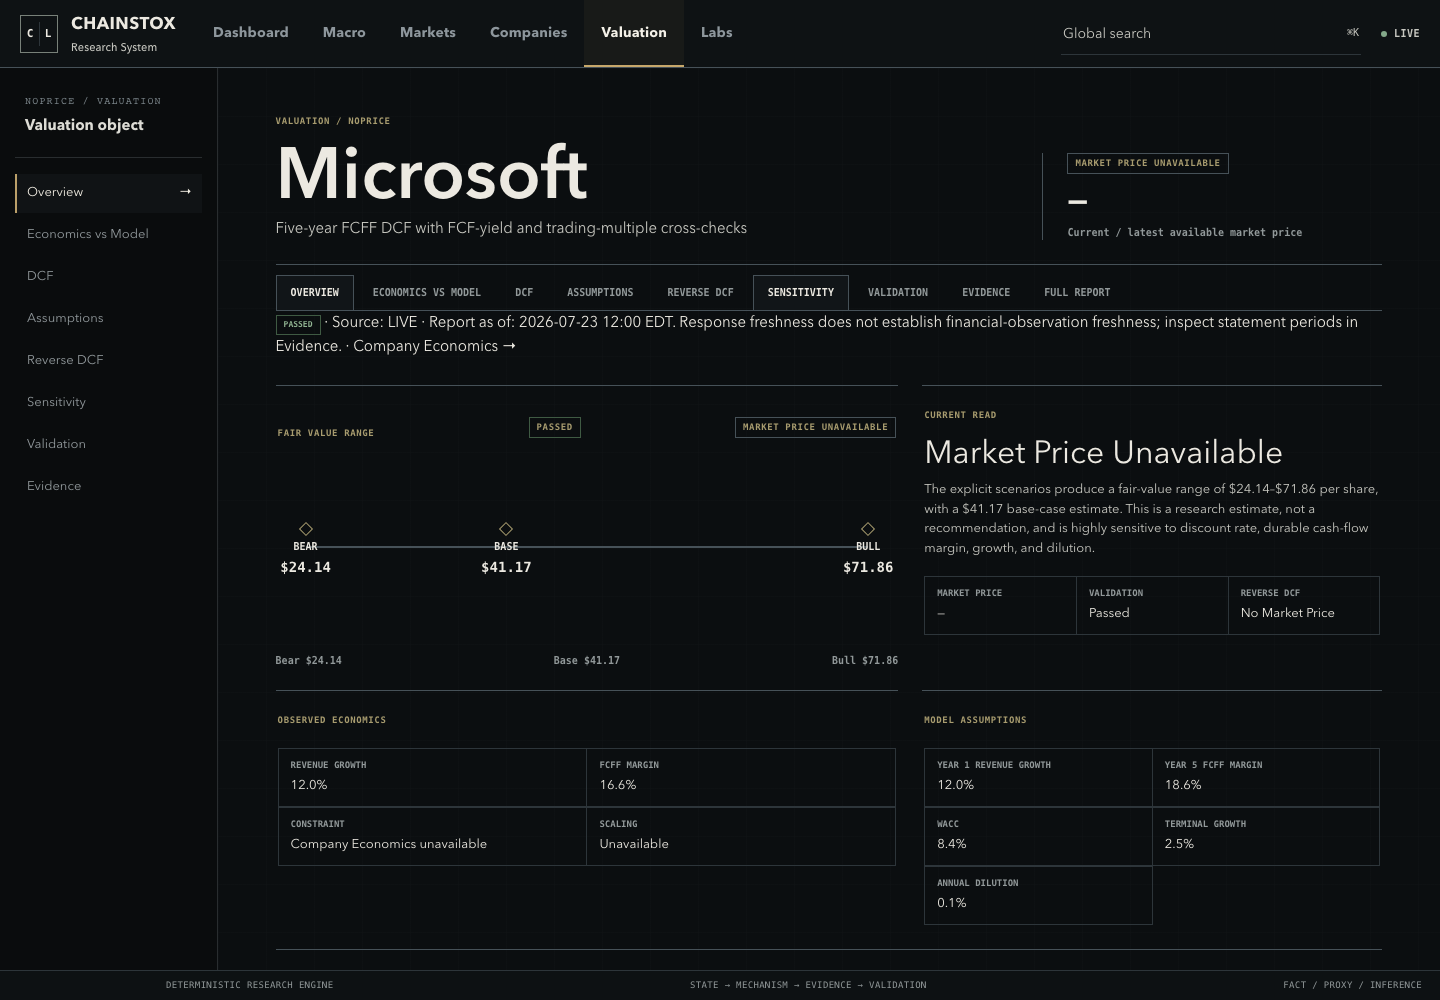 C L
CHAINSTOX
Research System
Dashboard
Macro
Markets
Companies
Valuation
Labs
Global search
⌘K
LIVE
NOPRICE / VALUATION
Valuation object
Overview →
Economics vs Model
DCF
Assumptions
Reverse DCF
Sensitivity
Validation
Evidence
VALUATION / NOPRICE
Microsoft
Five-year FCFF DCF with FCF-yield and trading-multiple cross-checks
MARKET PRICE UNAVAILABLE
—
Current / latest available market price
OVERVIEW
ECONOMICS VS MODEL
DCF
ASSUMPTIONS
REVERSE DCF
SENSITIVITY
VALIDATION
EVIDENCE
FULL REPORT
PASSED · Source: LIVE · Report as of: 2026-07-23 12:00 EDT. Response freshness does not establish financial-observation freshness; inspect statement periods in
Evidence. · Company Economics →
FAIR VALUE RANGE
PASSED
MARKET PRICE UNAVAILABLE
BEAR
$24.14
BASE
$41.17
BULL
$71.86
Bear $24.14
Base $41.17
Bull $71.86
CURRENT READ
Market Price Unavailable
The explicit scenarios produce a fair-value range of $24.14–$71.86 per share,
with a $41.17 base-case estimate. This is a research estimate, not a
recommendation, and is highly sensitive to discount rate, durable cash-flow
margin, growth, and dilution.
MARKET PRICE
—
VALIDATION
Passed
REVERSE DCF
No Market Price
OBSERVED ECONOMICS
REVENUE GROWTH
12.0%
FCFF MARGIN
16.6%
CONSTRAINT
Company Economics unavailable
SCALING
Unavailable
MODEL ASSUMPTIONS
YEAR 1 REVENUE GROWTH
12.0%
YEAR 5 FCFF MARGIN
18.6%
WACC
8.4%
TERMINAL GROWTH
2.5%
ANNUAL DILUTION
0.1%
DETERMINISTIC RESEARCH ENGINE
STATE → MECHANISM → EVIDENCE → VALIDATION
FACT / PROXY / INFERENCE